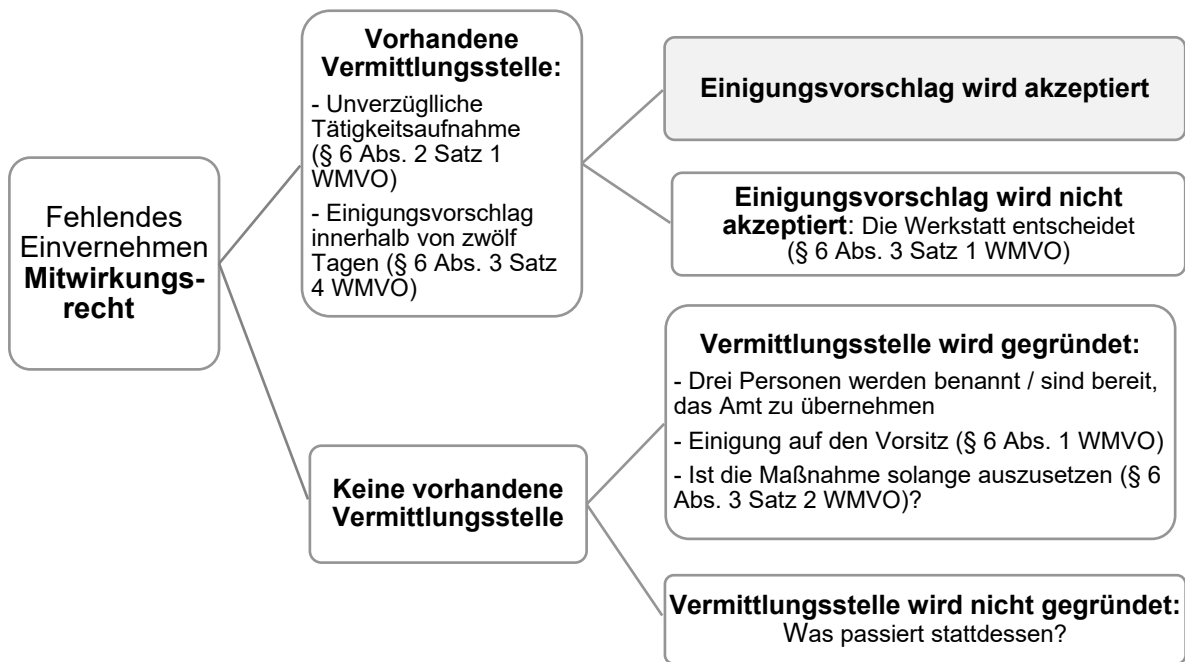 Fehlendes
Einvernehmen
Mitwirkungs-
recht
Vorhandene
Vermittlungsstelle:
- Unverzüglliche
Tätigkeitsaufnahme
(§ 6 Abs. 2 Satz 1
WMVO)
- Einigungsvorschlag
innerhalb von zwölf
Tagen (§ 6 Abs. 3 Satz
4 WMVO)
Einigungsvorschlag wird akzeptiert
Einigungsvorschlag wird nicht
akzeptiert: Die Werkstatt entscheidet
(§ 6 Abs. 3 Satz 1 WMVO)
Keine vorhandene
Vermittlungsstelle
Vermittlungsstelle wird gegründet:
- Drei Personen werden benannt / sind bereit,
das Amt zu übernehmen
- Einigung auf den Vorsitz (§ 6 Abs. 1 WMVO)
- Ist die Maßnahme solange auszusetzen (§ 6
Abs. 3 Satz 2 WMVO)?
Vermittlungsstelle wird nicht gegründet:
Was passiert stattdessen?